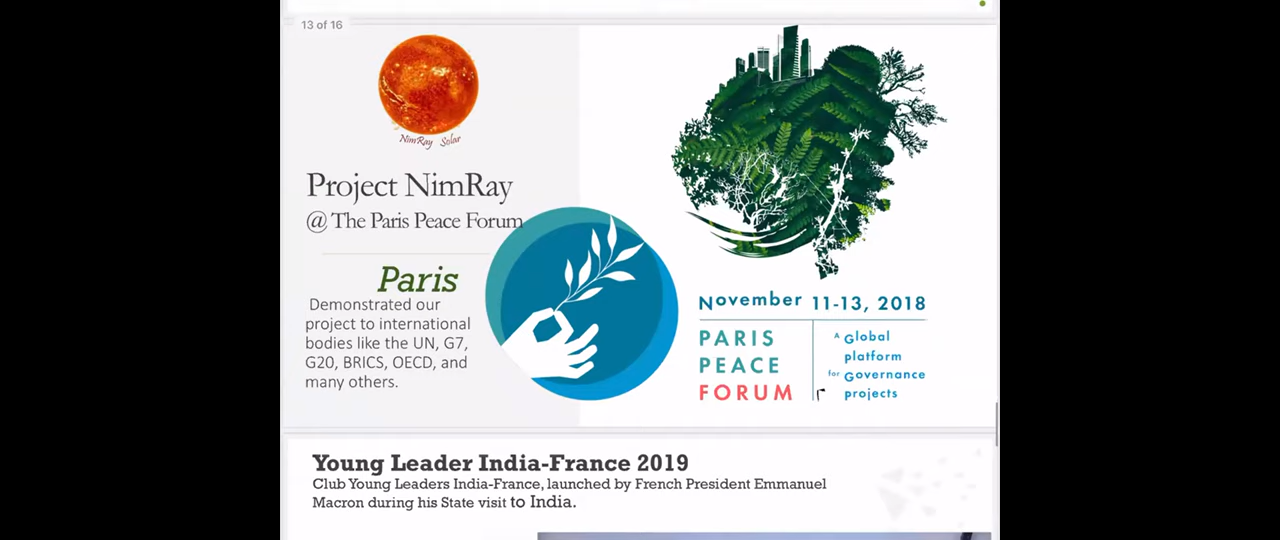 13 of 16
NimRay Solar
Project NimRay
@ The Paris Peace Forum
Paris
Demonstrated our
project to international
bodies like the UN, G7,
G20, BRICS, OECD, and
many others.
November 11-13, 2018
PARIS
PEACE
FORUM
A Global
platform
for Governance
projects
Young Leader India-France 2019
Club Young Leaders India-France, launched by French President Emmanuel
Macron during his State visit to India.